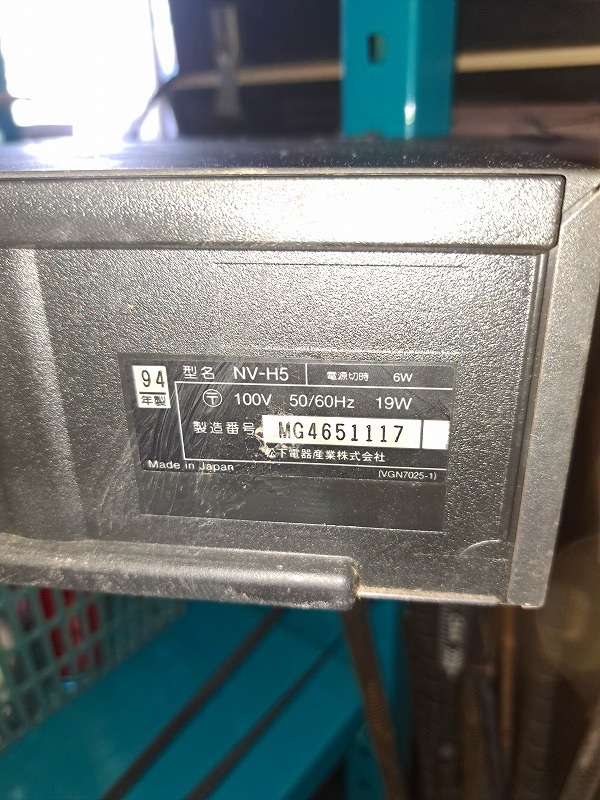 94
年製
型名 NV-H5 電源切時 6W
〒 100V 50/60Hz 19W
製造番号 MG4651117
松下電器産業株式会社
Made in Japan (VGN7025-1)